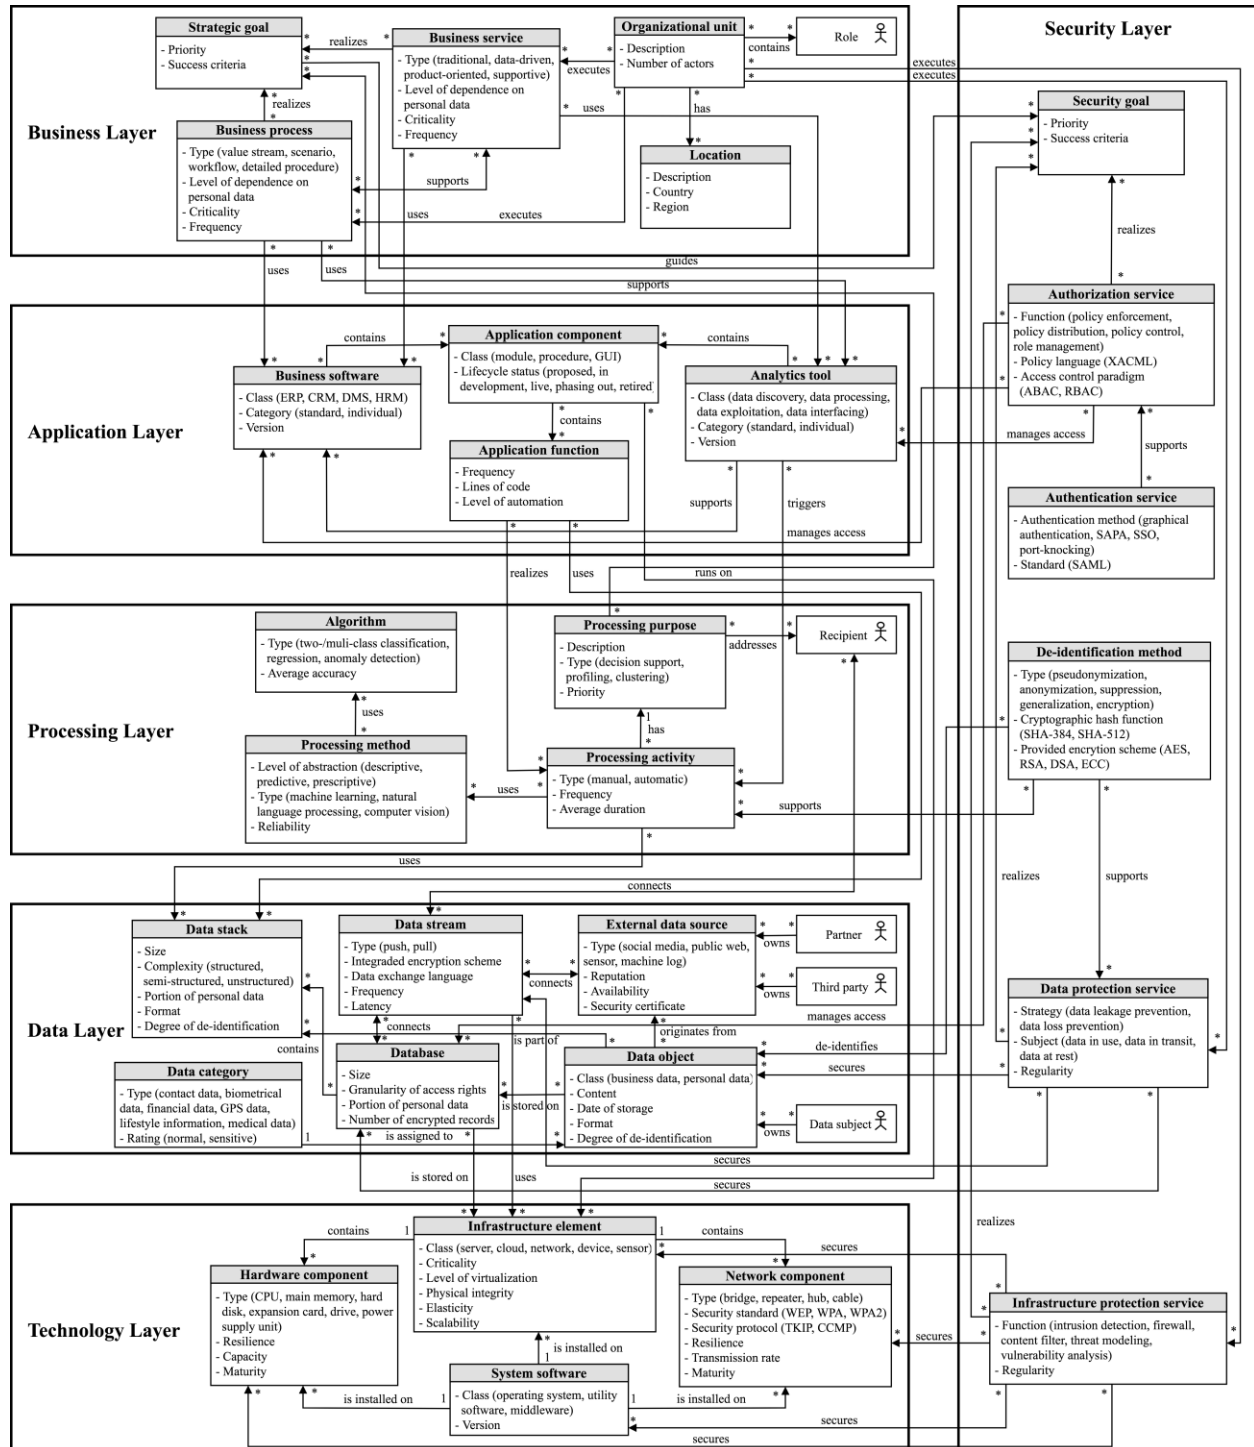 Business Layer
Strategic goal
- Priority
- Success criteria
realizes
Business service
- Type (traditional, data-driven,
product-oriented, supportive)
- Level of dependence on
personal data
- Criticality
- Frequency
executes
Organizational unit
- Description
- Number of actors
contains
Role
executes
executes
realizes
Business process
- Type (value stream, scenario,
workflow, detailed procedure)
- Level of dependence on
personal data
- Criticality
- Frequency
supports
uses
has
Location
- Description
- Country
- Region
uses
executes
uses
uses
guides
supports
Application Layer
contains
Business software
- Class (ERP, CRM, DMS, HRM)
- Category (standard, individual)
- Version
Application component
- Class (module, procedure, GUI)
- Lifecycle status (proposed, in
development, live, phasing out, retired)
contains
contains
Application function
- Frequency
- Lines of code
- Level of automation
Analytics tool
- Class (data discovery, data processing,
data exploitation, data interfacing)
- Category (standard, individual)
- Version
supports
triggers
manages access
manages access
realizes
uses
runs on
Processing Layer
Algorithm
- Type (two-/muli-class classification,
regression, anomaly detection)
- Average accuracy
uses
Processing method
- Level of abstraction (descriptive,
predictive, prescriptive)
- Type (machine learning, natural
language processing, computer vision)
- Reliability
uses
Processing purpose
- Description
- Type (decision support,
profiling, clustering)
- Priority
addresses
Recipient
1
has
Processing activity
- Type (manual, automatic)
- Frequency
- Average duration
supports
uses
connects
Data Layer
Data stack
- Size
- Complexity (structured,
semi-structured, unstructured)
- Portion of personal data
- Format
- Degree of de-identification
contains
Data stream
- Type (push, pull)
- Integraded encryption scheme
- Data exchange language
- Frequency
- Latency
connects
connects
External data source
- Type (social media, public web,
sensor, machine log)
- Reputation
- Availability
- Security certificate
owns
Partner
owns
Third party
manages access
originates from
is part of
Data category
- Type (contact data, biometrical
data, financial data, GPS data,
lifestyle information, medical data)
- Rating (normal, sensitive)
1
is assigned to
Database
- Size
- Granularity of access rights
- Portion of personal data
- Number of encrypted records
is stored on
Data object
- Class (business data, personal data)
- Content
- Date of storage
- Format
- Degree of de-identification
de-identifies
secures
owns
Data subject
secures
secures
is stored on
uses
Technology Layer
contains
1
Infrastructure element
- Class (server, cloud, network, device, sensor)
- Criticality
- Level of virtualization
- Physical integrity
- Elasticity
- Scalability
1
contains
secures
Hardware component
- Type (CPU, main memory, hard
disk, expansion card, drive, power
supply unit)
- Resilience
- Capacity
- Maturity
Network component
- Type (bridge, repeater, hub, cable)
- Security standard (WEP, WPA, WPA2)
- Security protocol (TKIP, CCMP)
- Resilience
- Transmission rate
- Maturity
secures
is installed on
1
System software
- Class (operating system, utility
software, middleware)
- Version
is installed on
1
1
is installed on
secures
secures
Security Layer
Security goal
- Priority
- Success criteria
realizes
Authorization service
- Function (policy enforcement,
policy distribution, policy control,
role management)
- Policy language (XACML)
- Access control paradigm
(ABAC, RBAC)
supports
Authentication service
- Authentication method (graphical
authentication, SAPA, SSO,
port-knocking)
- Standard (SAML)
De-identification method
- Type (pseudonymization,
anonymization, suppression,
generalization, encryption)
- Cryptographic hash function
(SHA-384, SHA-512)
- Provided encrytion scheme (AES,
RSA, DSA, ECC)
realizes
supports
Data protection service
- Strategy (data leakage prevention,
data loss prevention)
- Subject (data in use, data in transit,
data at rest)
- Regularity
realizes
Infrastructure protection service
- Function (intrusion detection, firewall,
content filter, threat modeling,
vulnerability analysis)
- Regularity